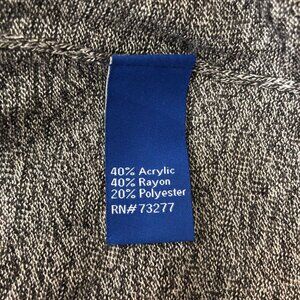 40% Acrylic
40% Rayon
20% Polyester
RN# 73277